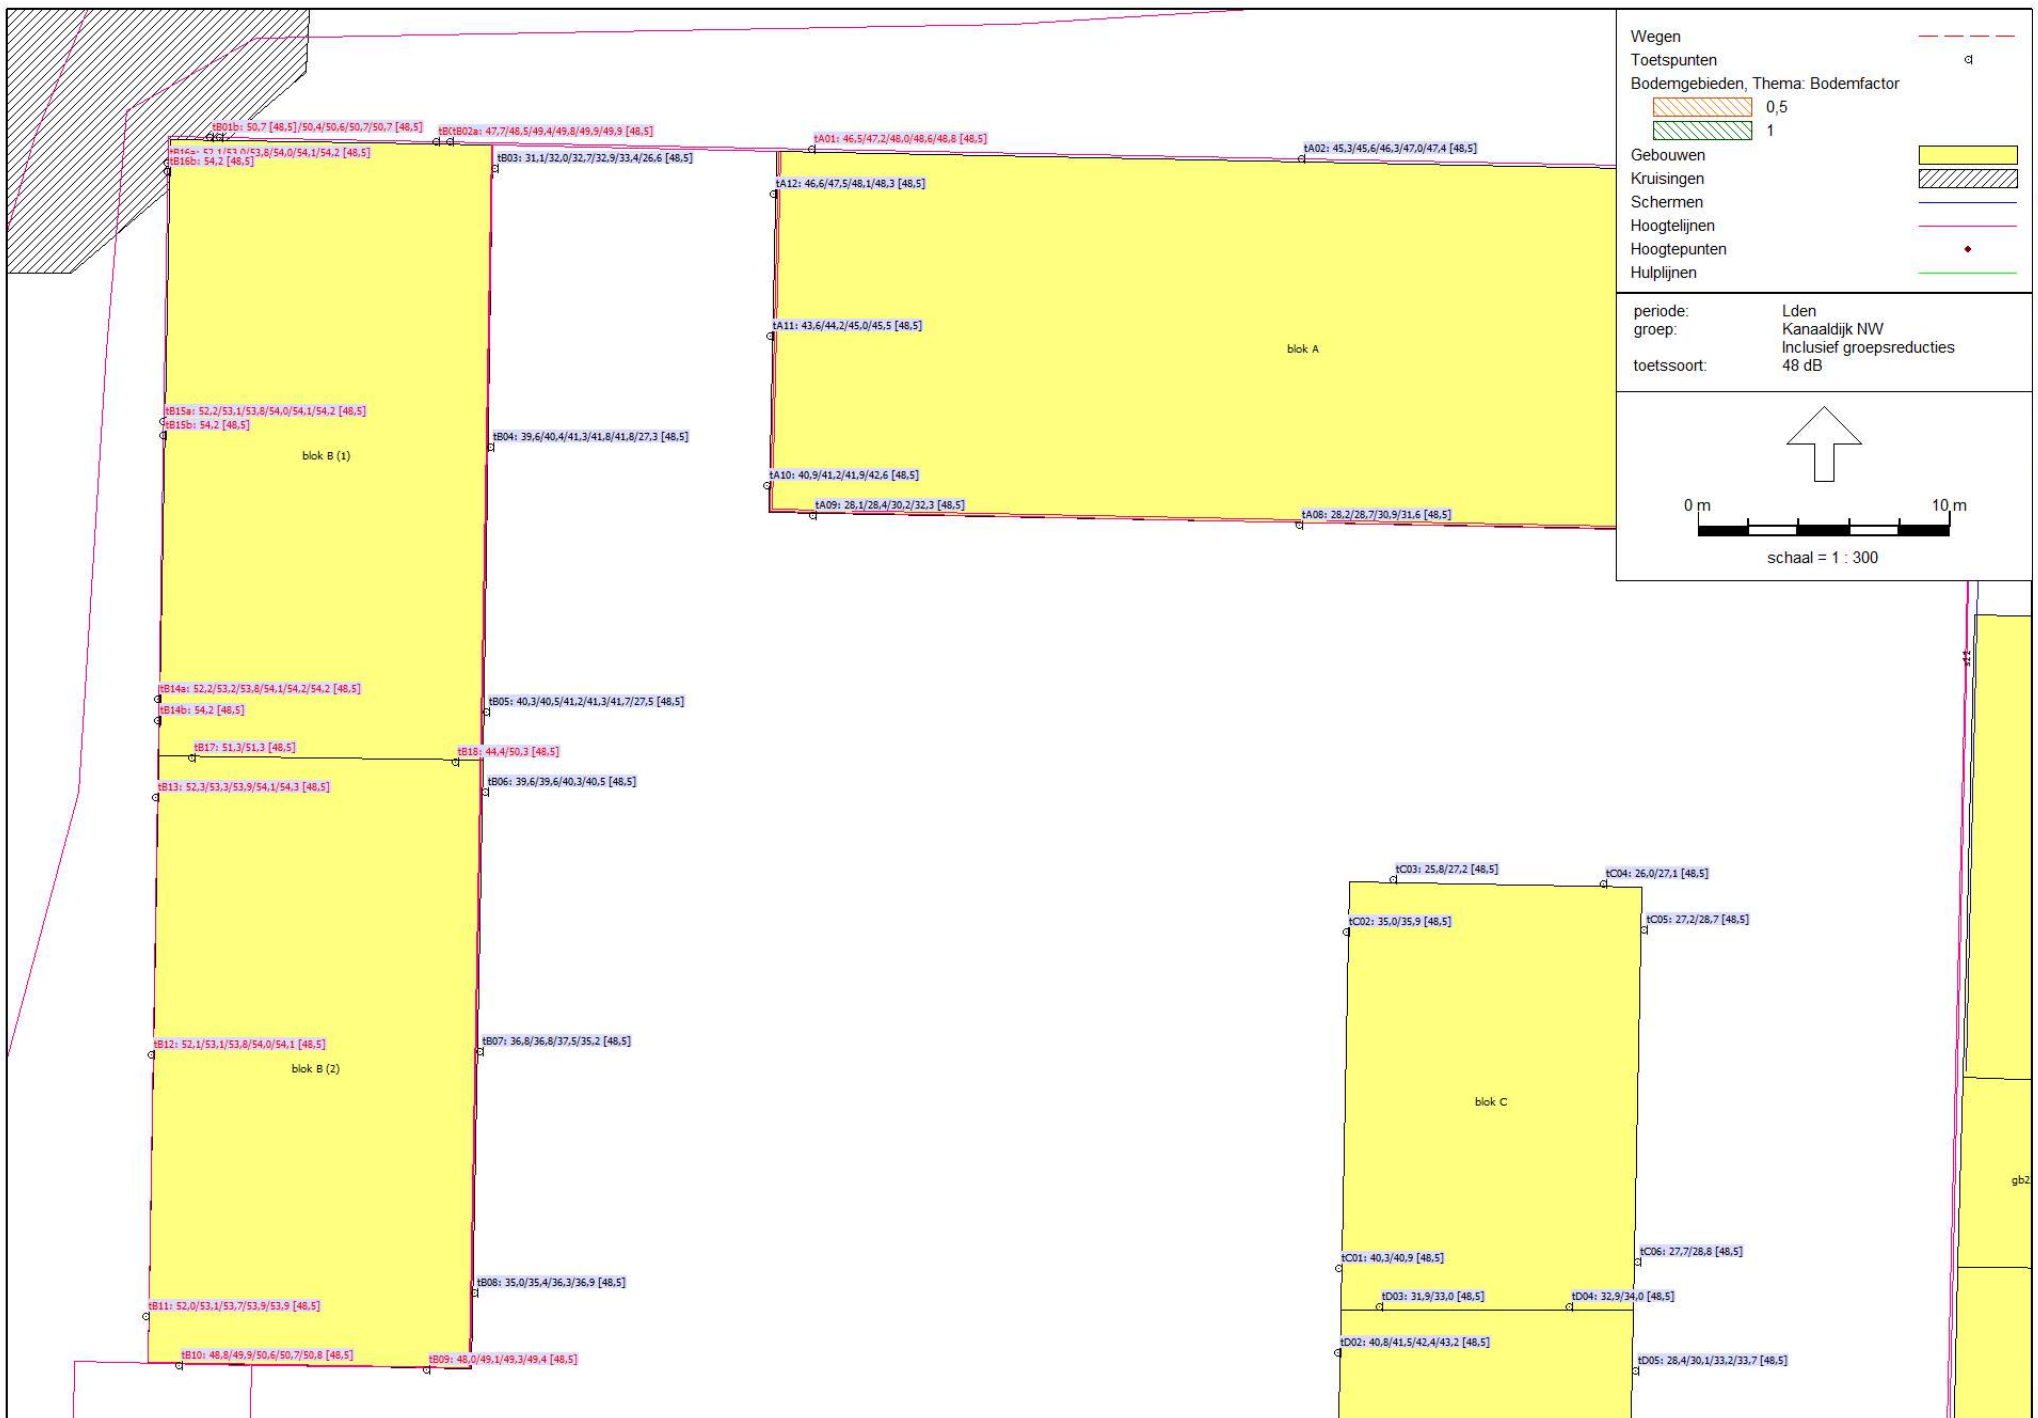 Wegen
Toetspunten
Bodemgebieden, Thema: Bodemfactor
0,5
1
Gebouwen
Kruisingen
Schermen
Hoogtelijnen
Hoogtepunten
Hulplijnen
periode: Lden
groep: Kanaaldijk NW
Inclusief groepsreducties
toetssoort: 48 dB
0 m 10 m
schaal = 1 : 300
tB01b: 50,7 [48,5]/50,4/50,6/50,7/50,7 [48,5]
tB02a: 47,7/48,5/49,4/49,8/49,9/49,9 [48,5]
tA01: 46,5/47,2/48,0/48,6/48,8 [48,5]
tA02: 45,3/45,6/46,3/47,0/47,4 [48,5]
tB16a: 52,1/53,0/53,8/54,0/54,1/54,2 [48,5]
tB16b: 54,2 [48,5]
tB03: 31,1/32,0/32,7/32,9/33,4/26,6 [48,5]
tA12: 46,6/47,5/48,1/48,3 [48,5]
tA11: 43,6/44,2/45,0/45,5 [48,5]
blok A
tB15a: 52,2/53,1/53,8/54,0/54,1/54,2 [48,5]
tB15b: 54,2 [48,5]
tB04: 39,6/40,4/41,3/41,8/41,8/27,3 [48,5]
blok B (1)
tA10: 40,9/41,2/41,9/42,6 [48,5]
tA09: 28,1/28,4/30,2/32,3 [48,5]
tA08: 28,2/28,7/30,9/31,6 [48,5]
tB14a: 52,2/53,2/53,8/54,1/54,2/54,2 [48,5]
tB14b: 54,2 [48,5]
tB05: 40,3/40,5/41,2/41,3/41,7/27,5 [48,5]
tB17: 51,3/51,3 [48,5]
tB18: 44,4/50,3 [48,5]
tB13: 52,3/53,3/53,9/54,1/54,3 [48,5]
tB06: 39,6/39,6/40,3/40,5 [48,5]
tC03: 25,8/27,2 [48,5]
tC04: 26,0/27,1 [48,5]
tC02: 35,0/35,9 [48,5]
tC05: 27,2/28,7 [48,5]
tB12: 52,1/53,1/53,8/54,0/54,1 [48,5]
tB07: 36,8/36,8/37,5/35,2 [48,5]
blok B (2)
blok C
gb2
tC01: 40,3/40,9 [48,5]
tC06: 27,7/28,8 [48,5]
tB08: 35,0/35,4/36,3/36,9 [48,5]
tD03: 31,9/33,0 [48,5]
tD04: 32,9/34,0 [48,5]
tB11: 52,0/53,1/53,7/53,9/53,9 [48,5]
tD02: 40,8/41,5/42,4/43,2 [48,5]
tB10: 48,8/49,9/50,6/50,7/50,8 [48,5]
tB09: 48,0/49,1/49,3/49,4 [48,5]
tD05: 28,4/30,1/33,2/33,7 [48,5]